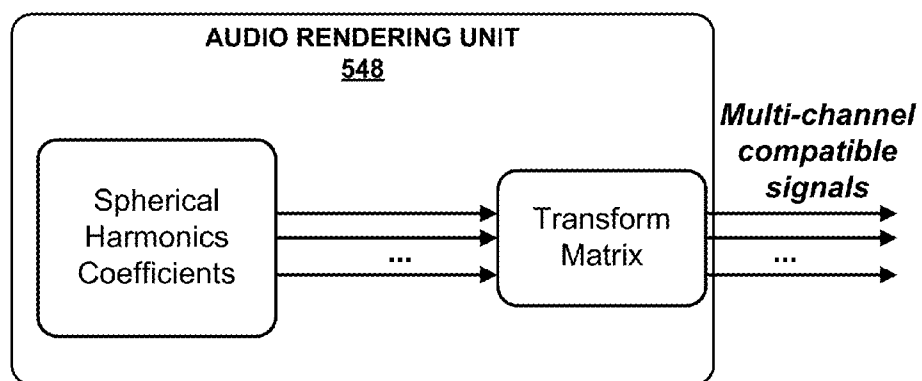 AUDIO RENDERING UNIT
548
Multi-channel
compatible
signals
Spherical
Harmonics
Coefficients
...
Transform
Matrix
...